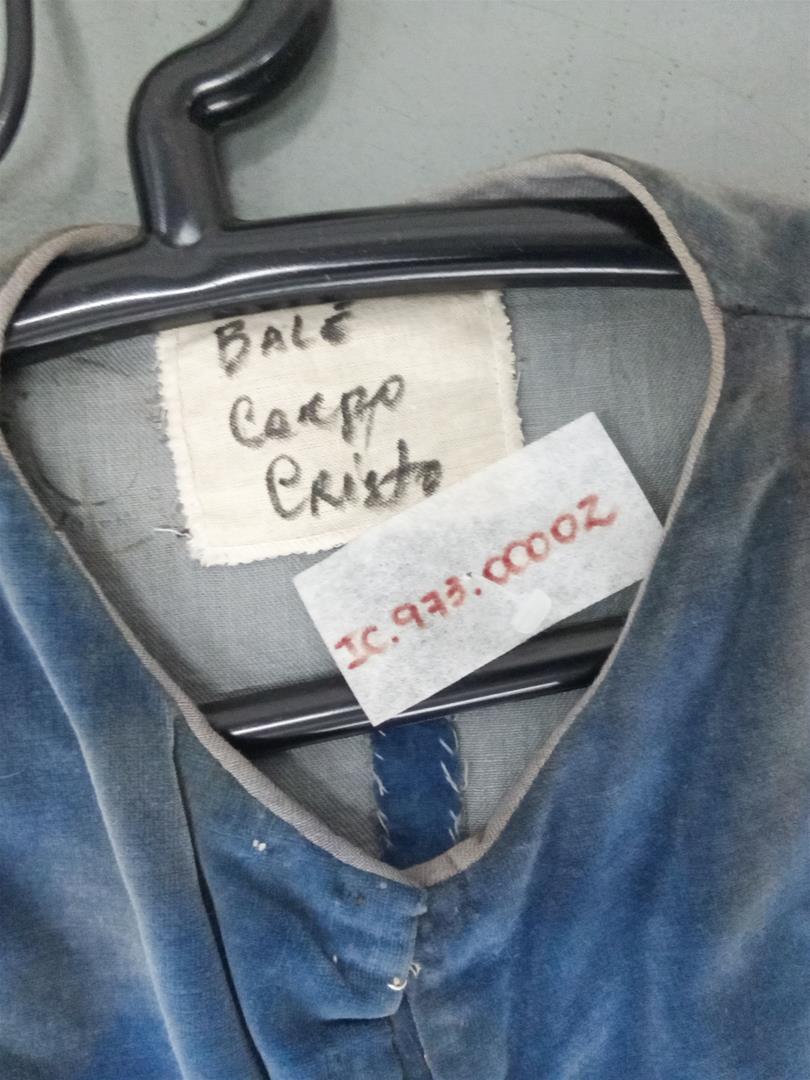 BALÉ
Corpo
Cristo
IC.973.00002